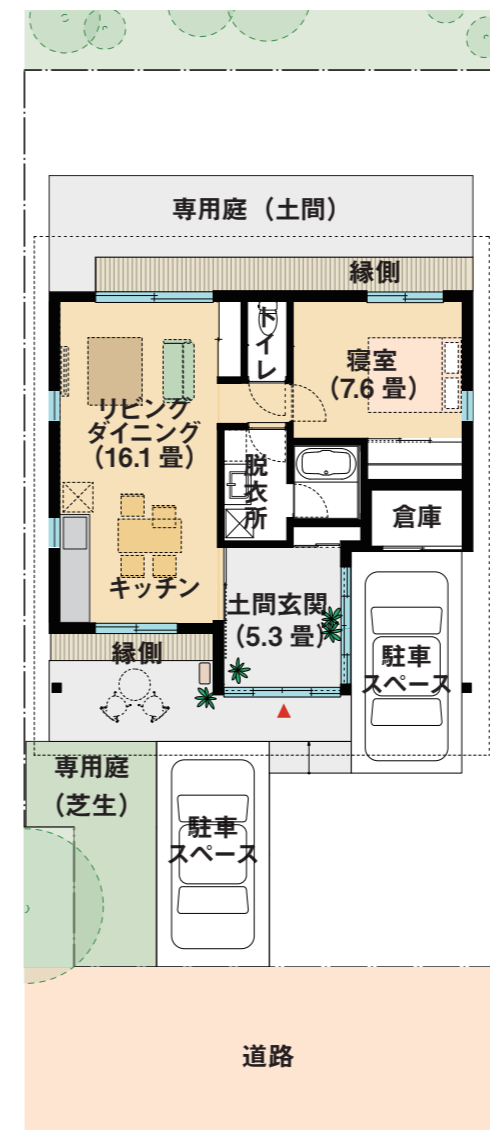 専用庭（土間）
縁側
トイレ
寝室
（7.6 畳）
リビング
ダイニング
（16.1 畳）
脱衣所
倉庫
キッチン
土間玄関
（5.3 畳）
縁側
駐車
スペース
専用庭
（芝生）
駐車
スペース
道路